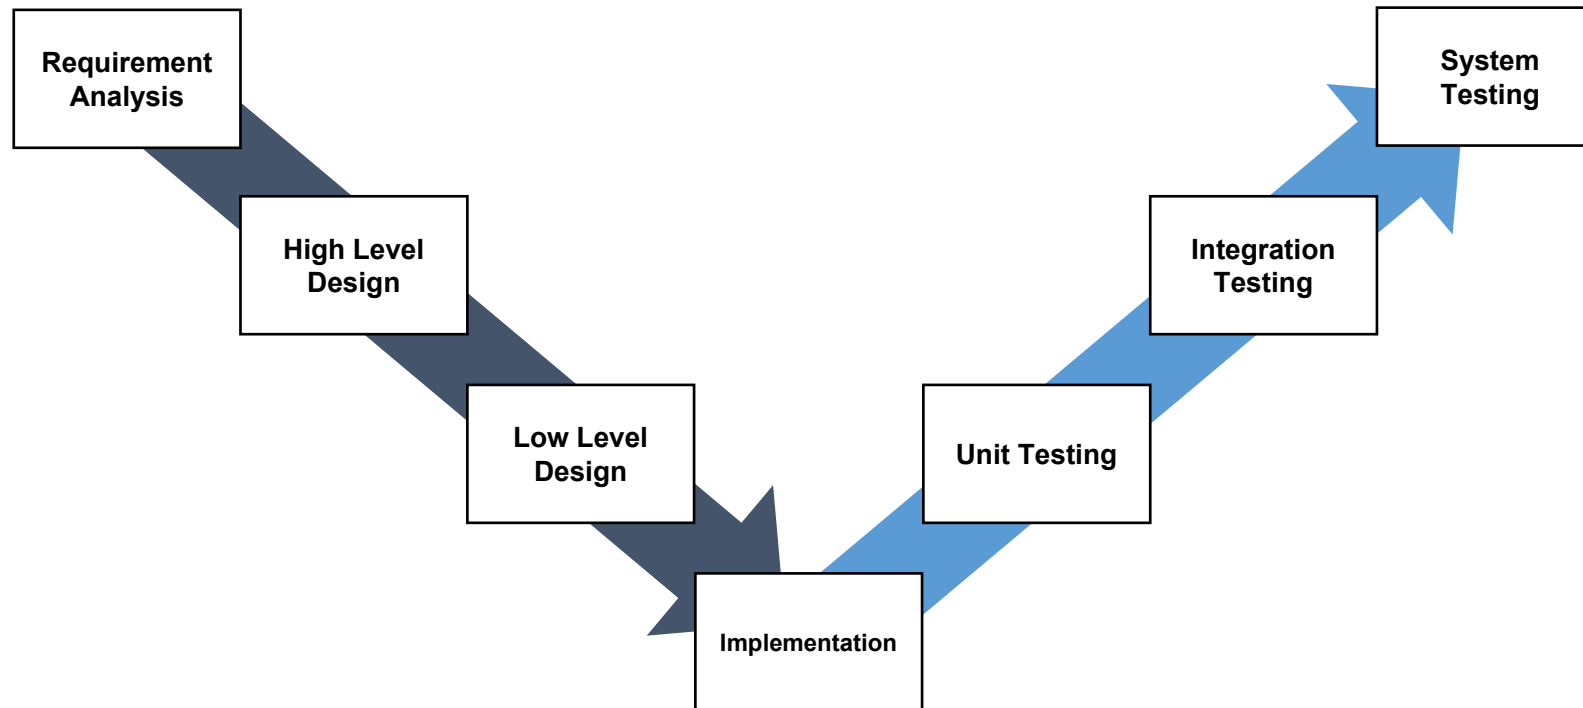 Requirement
Analysis
High Level
Design
Low Level
Design
Implementation
Unit Testing
Integration
Testing
System
Testing